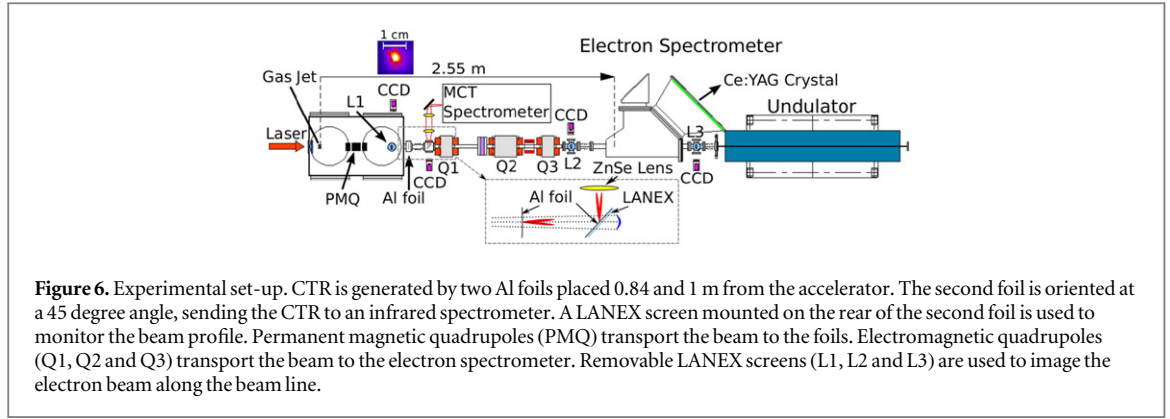 1 cm
Electron Spectrometer
Gas Jet
2.55 m
Ce:YAG Crystal
L1
CCD
MCT
Spectrometer
CCD
Undulator
Laser
L3
Q1
Q2
Q3
L2
CCD
ZnSe Lens
CCD
PMQ
Al foil
Al foil
LANEX
Figure 6. Experimental set-up. CTR is generated by two Al foils placed 0.84 and 1 m from the accelerator. The second foil is oriented at
a 45 degree angle, sending the CTR to an infrared spectrometer. A LANEX screen mounted on the rear of the second foil is used to
monitor the beam profile. Permanent magnetic quadrupoles (PMQ) transport the beam to the foils. Electromagnetic quadrupoles
(Q1, Q2 and Q3) transport the beam to the electron spectrometer. Removable LANEX screens (L1, L2 and L3) are used to image the
electron beam along the beam line.